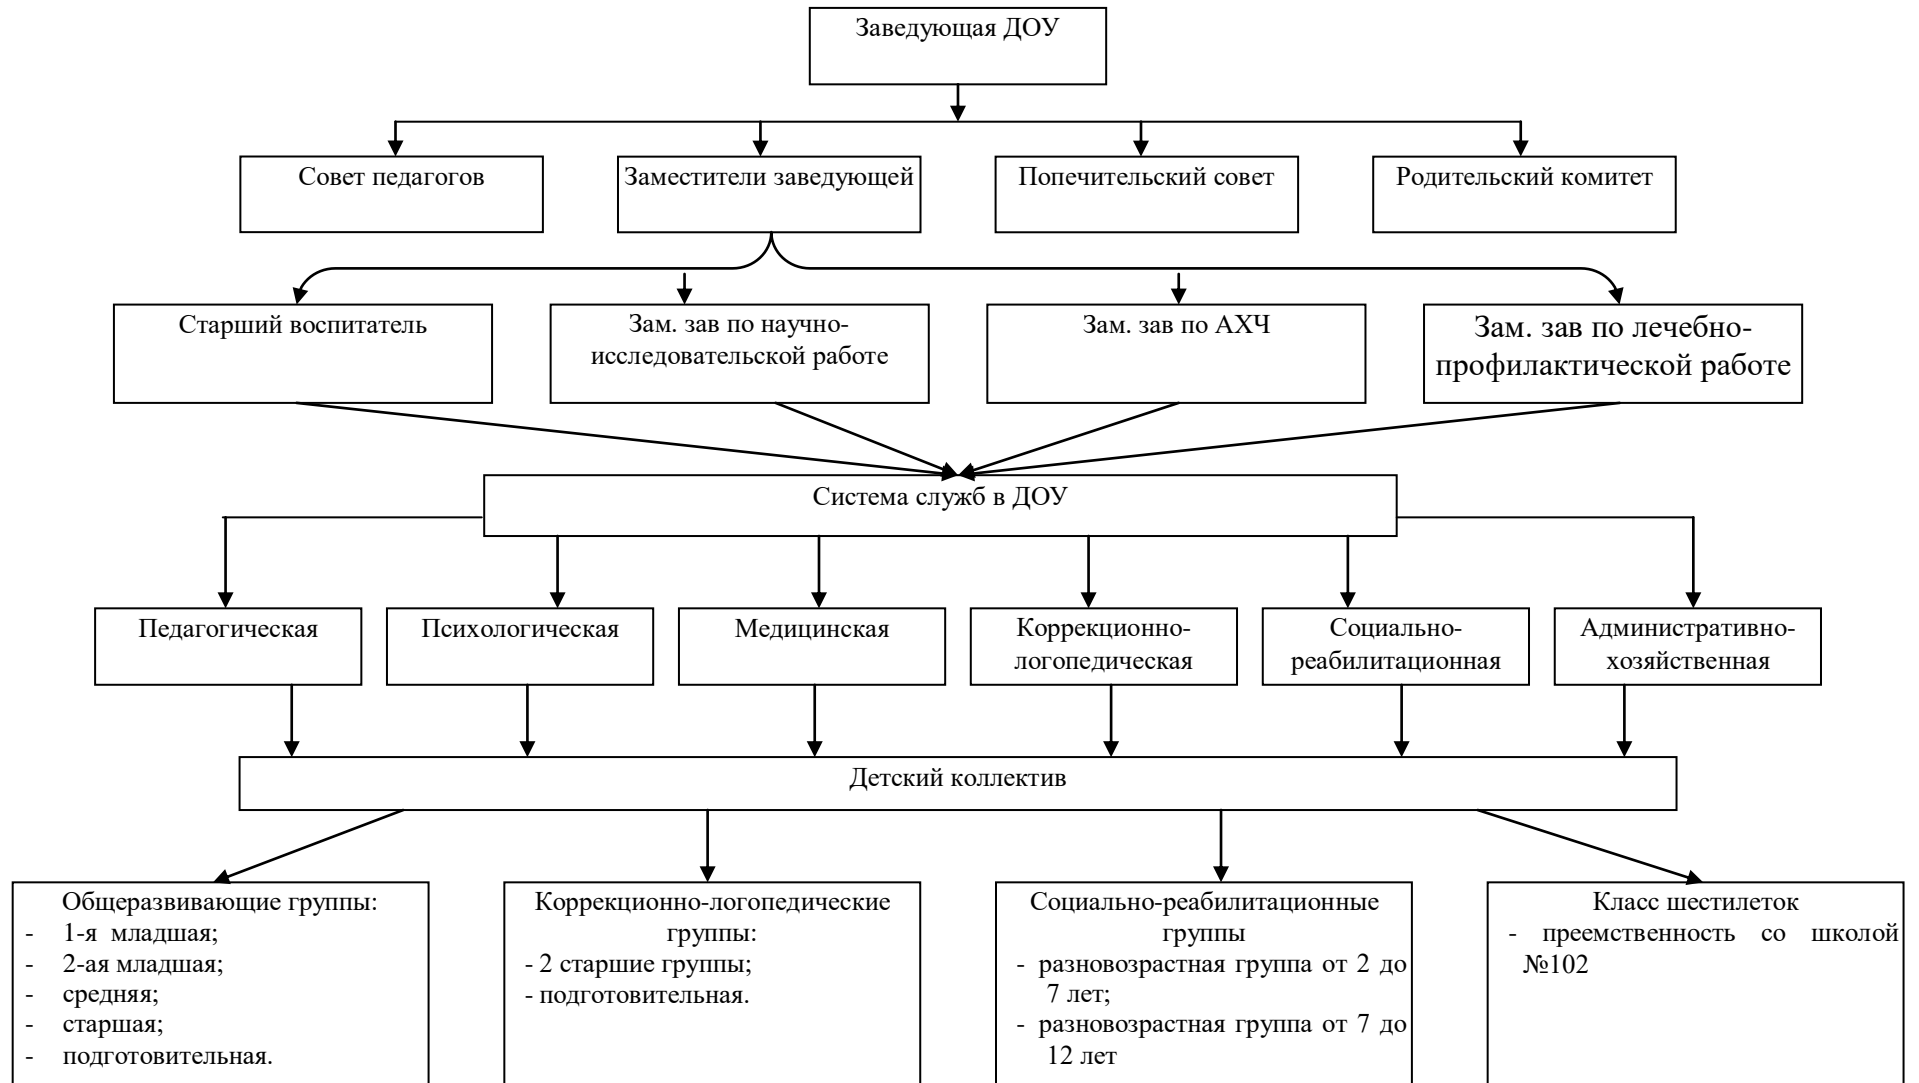 Заведующая ДОУ
Совет педагогов
Заместители заведующей
Попечительский совет
Родительский комитет
Старший воспитатель
Зам. зав по научно-
исследовательской работе
Зам. зав по АХЧ
Зам. зав по лечебно-
профилактической работе
Система служб в ДОУ
Педагогическая
Психологическая
Медицинская
Коррекционно-
логопедическая
Социально-
реабилитационная
Административно-
хозяйственная
Детский коллектив
Общеразвивающие группы:
- 1-я младшая;
- 2-ая младшая;
- средняя;
- старшая;
- подготовительная.
Коррекционно-логопедические
группы:
- 2 старшие группы;
- подготовительная.
Социально-реабилитационные
группы
- разновозрастная группа от 2 до
7 лет;
- разновозрастная группа от 7 до
12 лет
Класс шестилеток
- преемственность со школой
№102